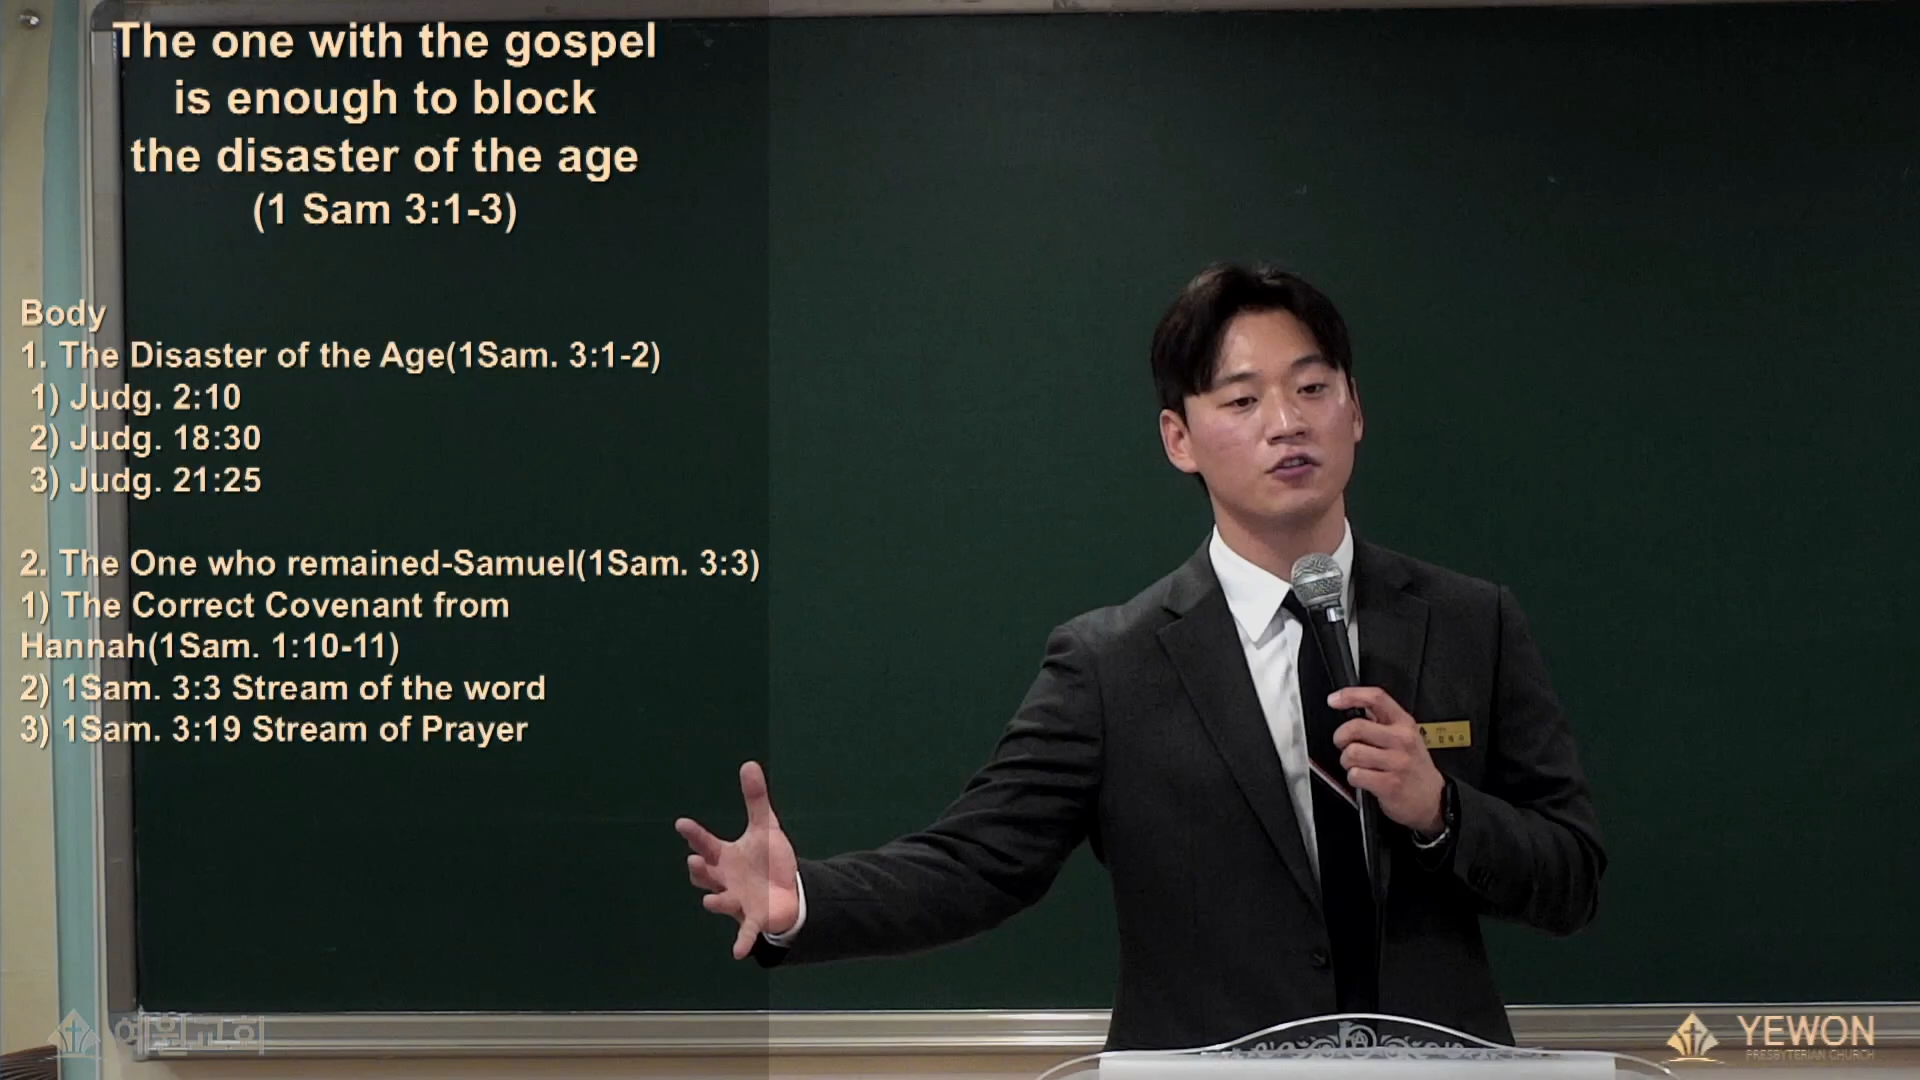 The one with the gospel
is enough to block
the disaster of the age
(1 Sam 3:1-3)
Body
1. The Disaster of the Age(1Sam. 3:1-2)
1) Judg. 2:10
2) Judg. 18:30
3) Judg. 21:25
2. The One who remained-Samuel(1Sam. 3:3)
1) The Correct Covenant from
Hannah(1Sam. 1:10-11)
2) 1Sam. 3:3 Stream of the word
3) 1Sam. 3:19 Stream of Prayer
예원교회
YEWON
PRESBYTERIAN CHURCH